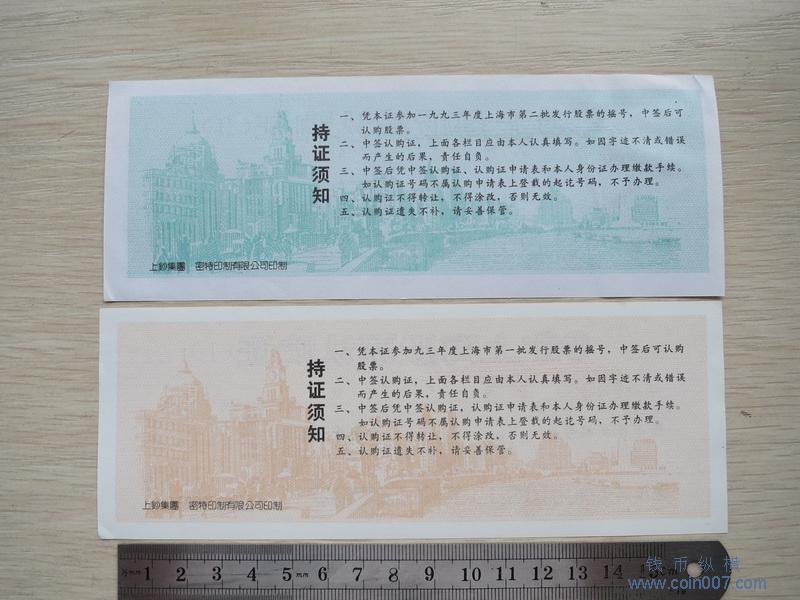 持证须知
一、凭本证参加一九九三年度上海市第二批发行股票的摇号，中签后可
认购股票。
二、中签认购证，上面各栏目应由本人认真填写。如因字迹不清或错误
而产生的后果，责任自负。
三、中签后凭中签认购证、认购证申请表和本人身份证办理缴款手续。
如认购证号码不属认购申请表上登载的起讫号码，不予办理。
四、认购证不得转让，不得涂改，否则无效。
五、认购证遗失不补，请妥善保管。
上鈔集團 密特印制有限公司印制
持证须知
一、凭本证参加九三年度上海市第一批发行股票的摇号，中签后可认购
股票。
二、中签认购证，上面各栏目应由本人认真填写。如因字迹不清或错误
而产生的后果，责任自负。
三、中签后凭中签认购证，认购证申请表和本人身份证办理缴款手续。
如认购证号码不属认购申请表上登载的起讫号码，不予办理。
四、认购证不得转让，不得涂改，否则无效。
五、认购证遗失不补，请妥善保管。
上鈔集團 密特印制有限公司印制
1 2 3 4 5 6 7 8 9 10 11 12 13 14 15
钱币纵横
www.coin007.com